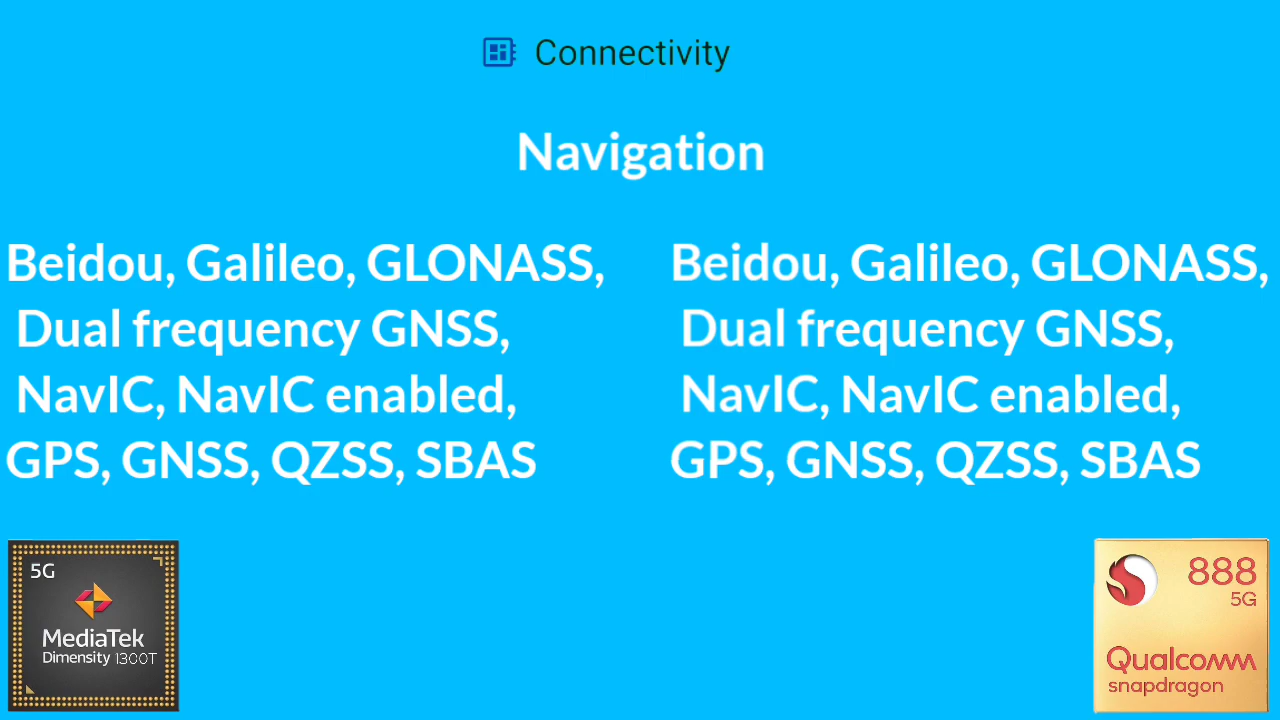 Connectivity
Navigation
Beidou, Galileo, GLONASS,
Dual frequency GNSS,
NavIC, NavIC enabled,
GPS, GNSS, QZSS, SBAS
Beidou, Galileo, GLONASS,
Dual frequency GNSS,
NavIC, NavIC enabled,
GPS, GNSS, QZSS, SBAS
5G
MediaTek
Dimensity 1300T
888
5G
Qualcomm
snapdragon